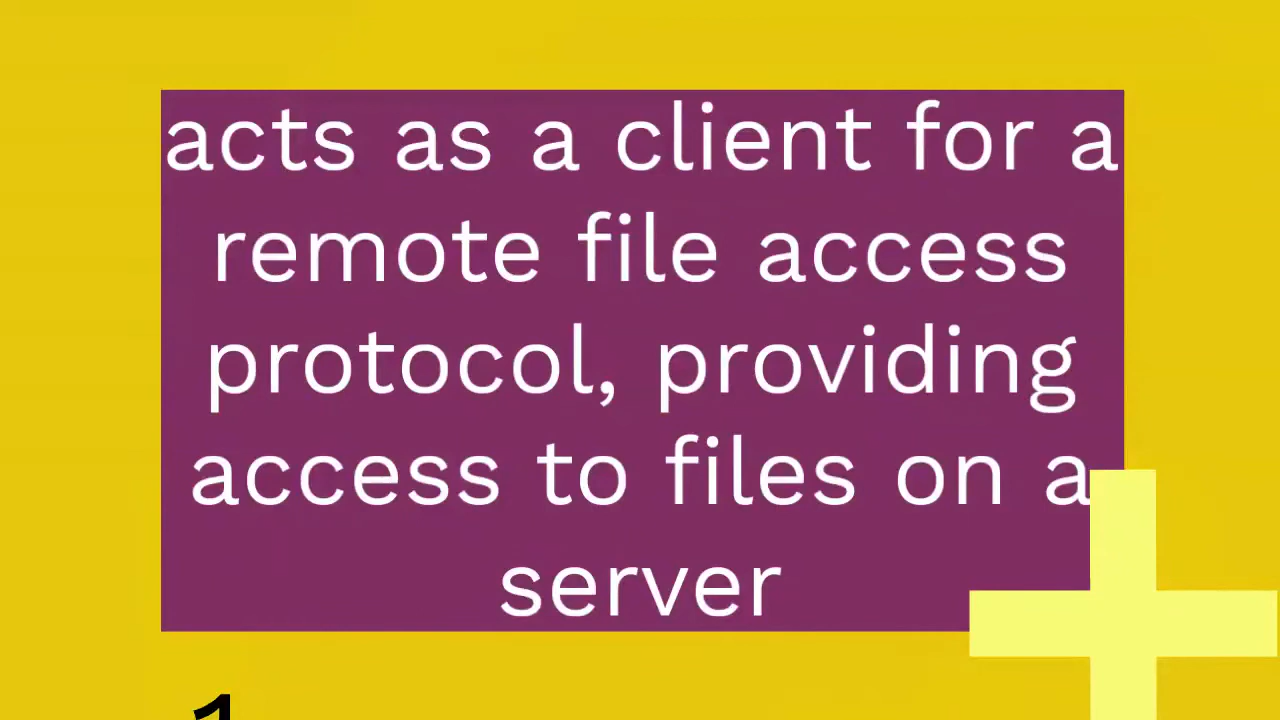 acts as a client for a
remote file access
protocol, providing
access to files on a
server